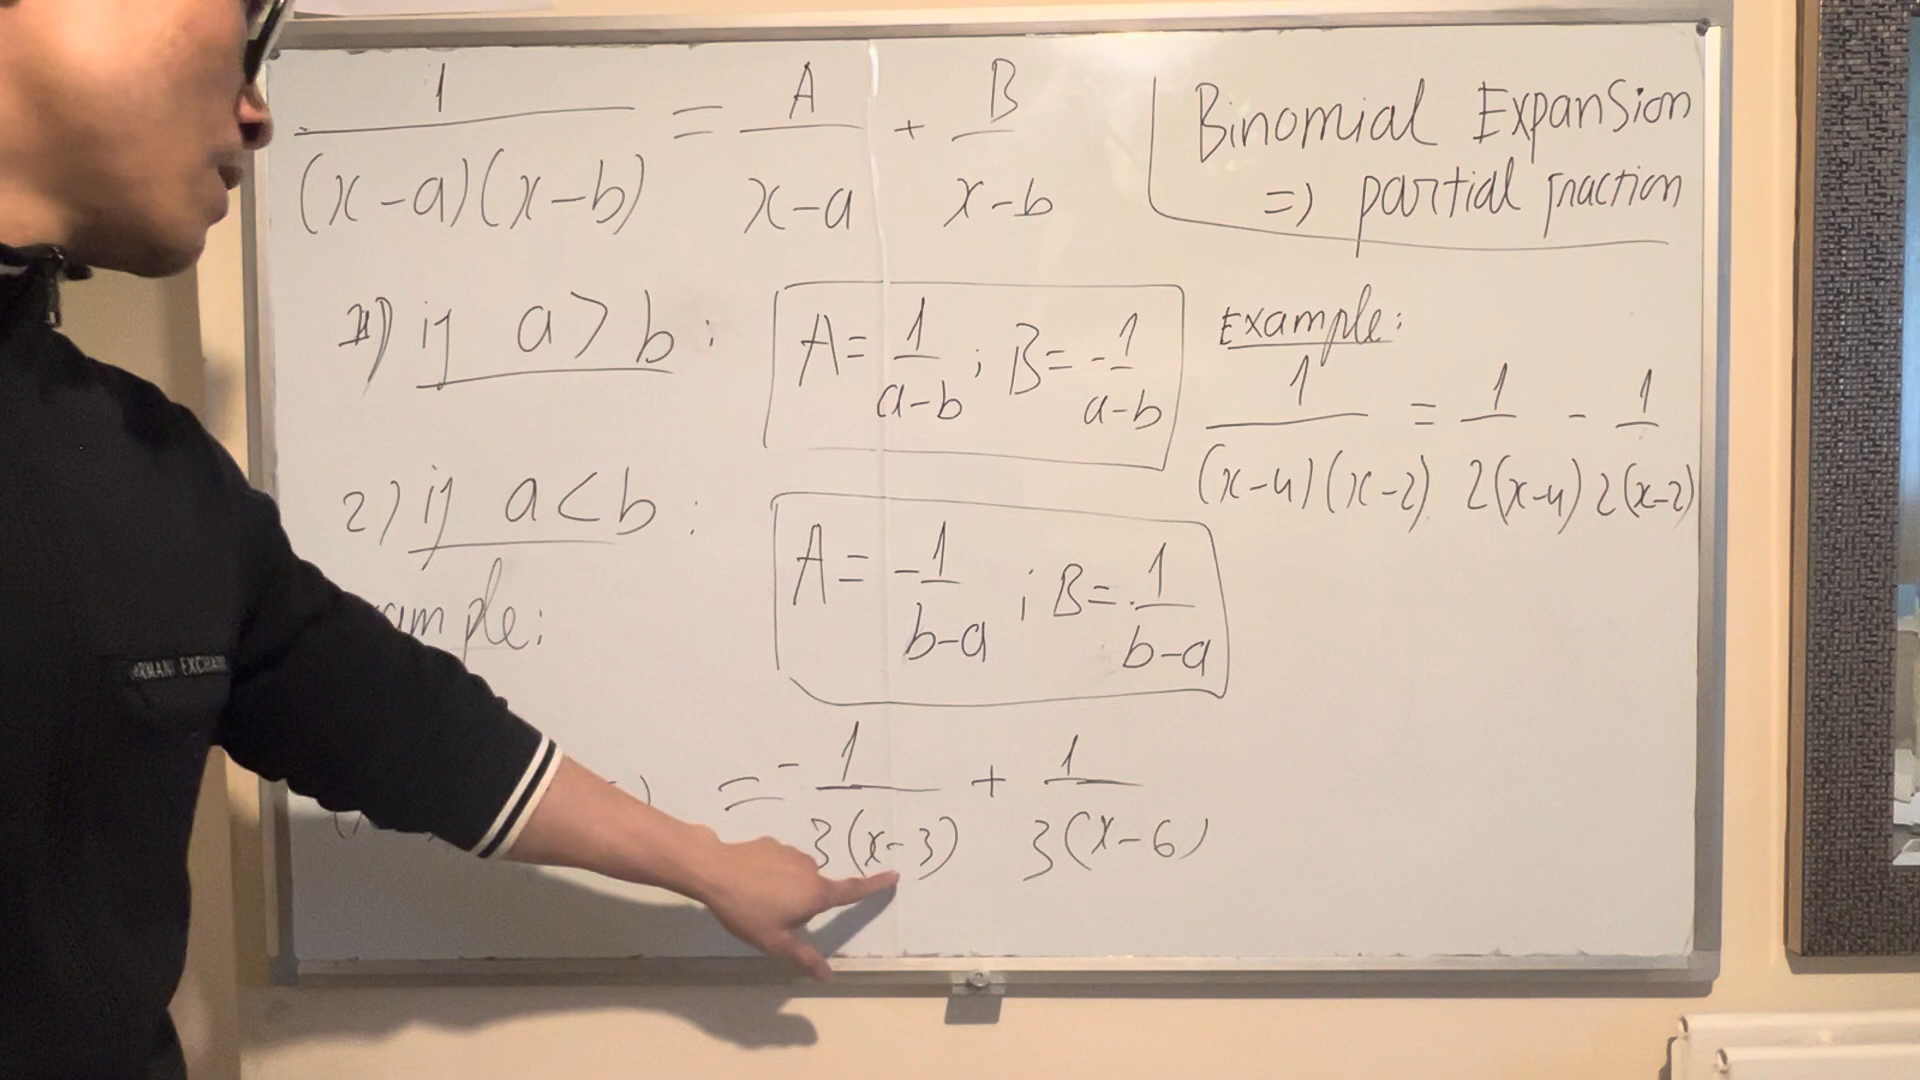 1 / (x-a)(x-b) = A / x-a + B / x-b
Binomial Expansion
=> partial fraction
1) if a > b : A = 1 / a-b ; B = -1 / a-b
Example:
1 / (x-4)(x-2) = 1 / 2(x-4) - 1 / 2(x-2)
2) if a < b : A = -1 / b-a ; B = 1 / b-a
ample:
= -1 / 3(x-3) + 1 / 3(x-6)